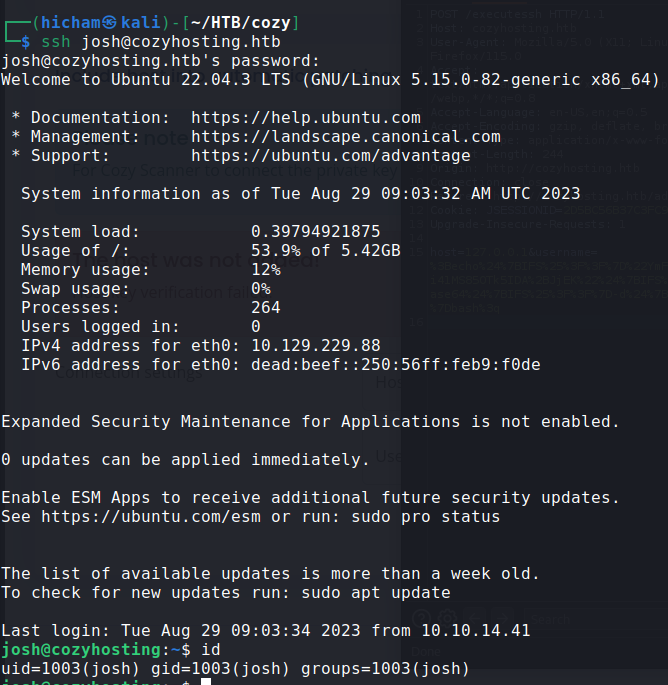 ┌──(hicham㉿kali)-[~/HTB/cozy]
└─$ ssh josh@cozyhosting.htb
josh@cozyhosting.htb's password:
Welcome to Ubuntu 22.04.3 LTS (GNU/Linux 5.15.0-82-generic x86_64)
* Documentation:  https://help.ubuntu.com
* Management:     https://landscape.canonical.com
* Support:        https://ubuntu.com/advantage
System information as of Tue Aug 29 09:03:32 AM UTC 2023
System load:           0.39794921875
Usage of /:            53.9% of 5.42GB
Memory usage:          12%
Swap usage:            0%
Processes:             264
Users logged in:       0
IPv4 address for eth0: 10.129.229.88
IPv6 address for eth0: dead:beef::250:56ff:feb9:f0de
Expanded Security Maintenance for Applications is not enabled.
0 updates can be applied immediately.
Enable ESM Apps to receive additional future security updates.
See https://ubuntu.com/esm or run: sudo pro status
The list of available updates is more than a week old.
To check for new updates run: sudo apt update
Last login: Tue Aug 29 09:03:34 2023 from 10.10.14.41
josh@cozyhosting:~$ id
uid=1003(josh) gid=1003(josh) groups=1003(josh)
josh@cozyhosting:~$